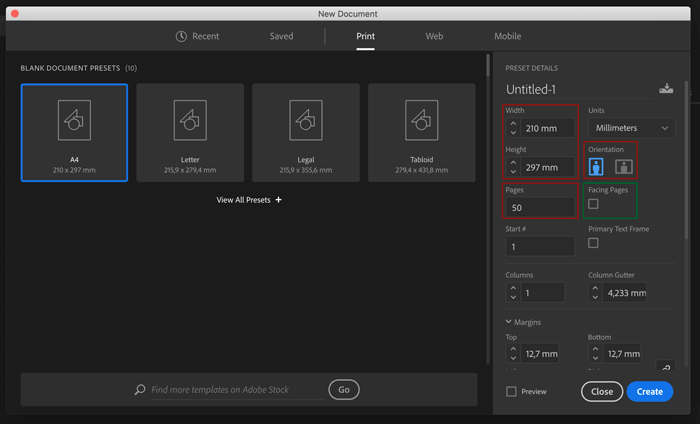 New Document
Recent Saved Print Web Mobile
BLANK DOCUMENT PRESETS (10)
A4
210 x 297 mm
Letter
215,9 x 279,4 mm
Legal
215,9 x 355,6 mm
Tabloid
279,4 x 431,8 mm
View All Presets +
Find more templates on Adobe Stock Go
PRESET DETAILS
Untitled-1
Width Units
210 mm Millimeters
Height Orientation
297 mm
Pages Facing Pages
50
Start # Primary Text Frame
1
Columns Column Gutter
1 4,233 mm
Margins
Top Bottom
12,7 mm 12,7 mm
Preview Close Create